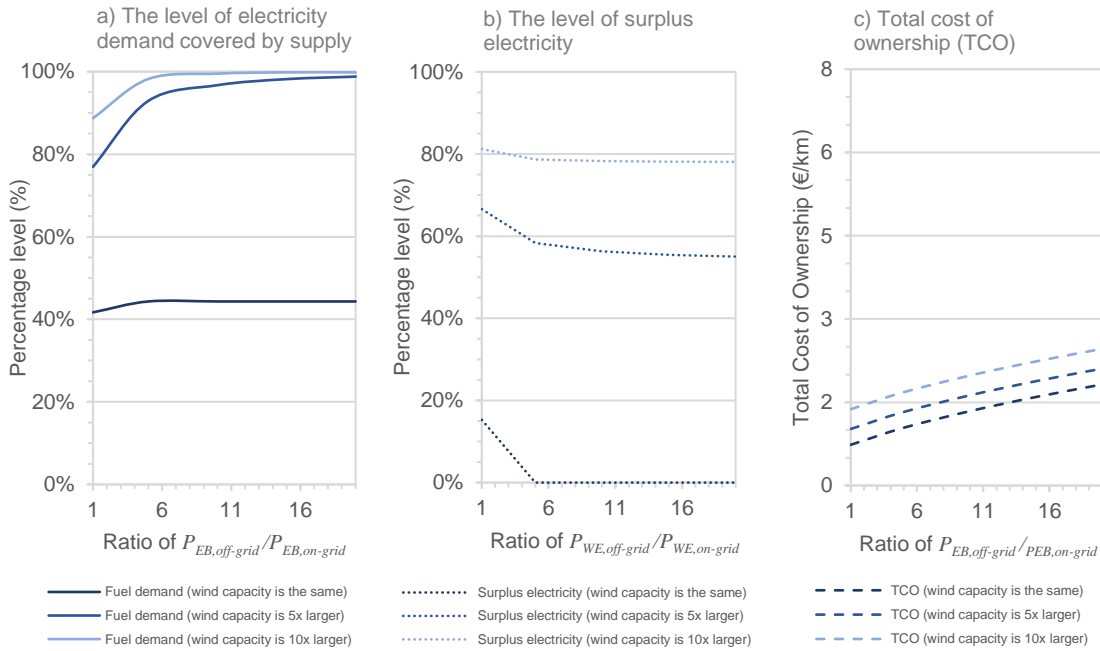 a) The level of electricity
demand covered by supply
100%
80%
60%
40%
20%
0%
Percentage level (%)
1 6 11 16
Ratio of P_EB,off-grid/P_EB,on-grid
Fuel demand (wind capacity is the same)
Fuel demand (wind capacity is 5x larger)
Fuel demand (wind capacity is 10x larger)
b) The level of surplus
electricity
100%
80%
60%
40%
20%
0%
Percentage level (%)
1 6 11 16
Ratio of P_WE,off-grid/P_WE,on-grid
Surplus electricity (wind capacity is the same)
Surplus electricity (wind capacity is 5x larger)
Surplus electricity (wind capacity is 10x larger)
c) Total cost of
ownership (TCO)
8
6
5
3
2
0
Total Cost of Ownership (€/km)
1 6 11 16
Ratio of P_EB,off-grid/PEB,on-grid
TCO (wind capacity is the same)
TCO (wind capacity is 5x larger)
TCO (wind capacity is 10x larger)